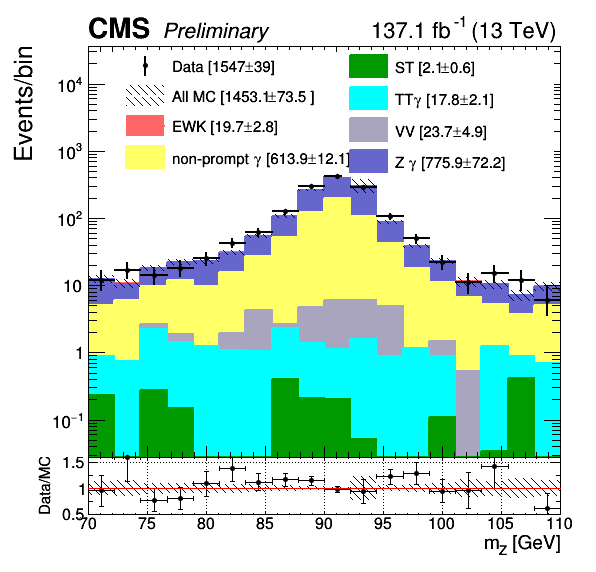 CMS Preliminary 137.1 fb⁻¹ (13 TeV)
Events/bin
Data [1547±39]
All MC [1453.1±73.5 ]
EWK [19.7±2.8]
non-prompt γ [613.9±12.1]
ST [2.1±0.6]
TTγ [17.8±2.1]
VV [23.7±4.9]
Z γ [775.9±72.2]
10⁴
10³
10²
10
1
10⁻¹
Data/MC
1.5
1
0.5
70 75 80 85 90 95 100 105 110
m_Z [GeV]